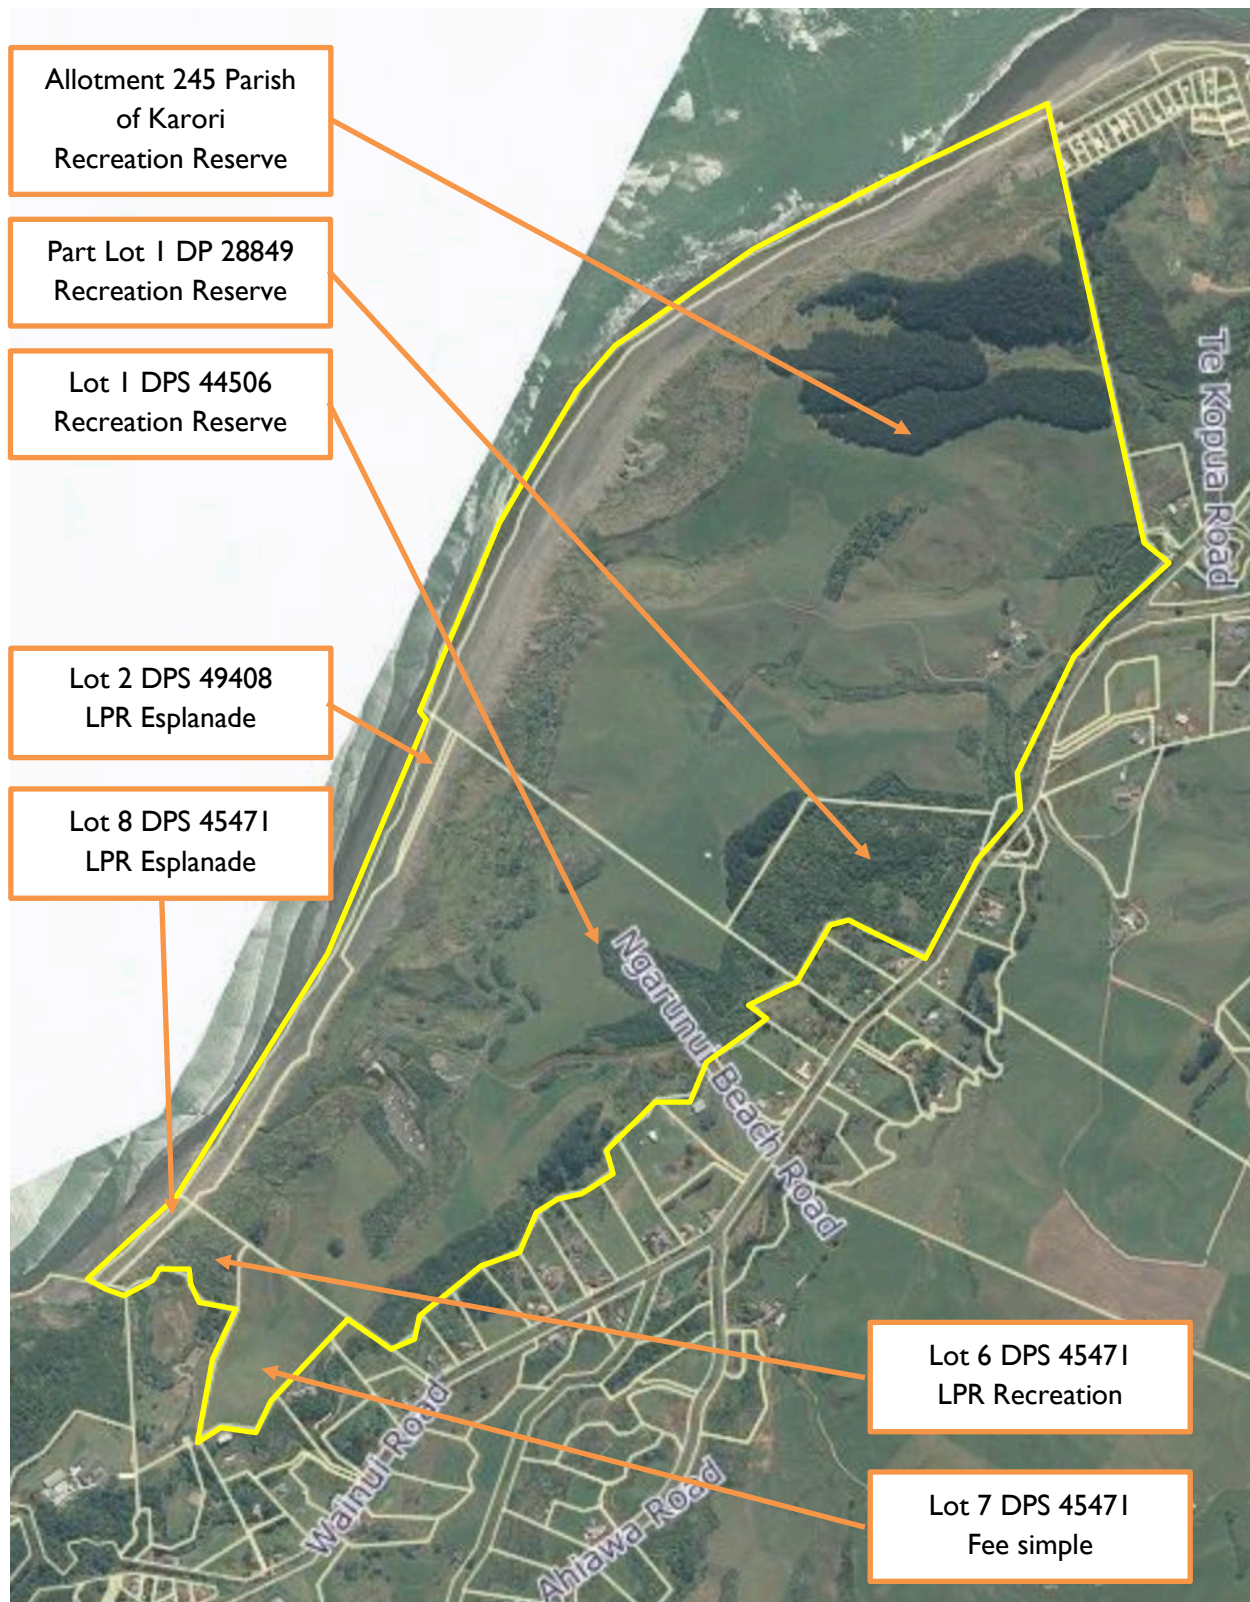 Allotment 245 Parish
of Karori
Recreation Reserve
Part Lot 1 DP 28849
Recreation Reserve
Lot 1 DPS 44506
Recreation Reserve
Te Kopua Road
Lot 2 DPS 49408
LPR Esplanade
Lot 8 DPS 45471
LPR Esplanade
Ngarunui Beach Road
Lot 6 DPS 45471
LPR Recreation
Wainui Road
Ahiawa Road
Lot 7 DPS 45471
Fee simple